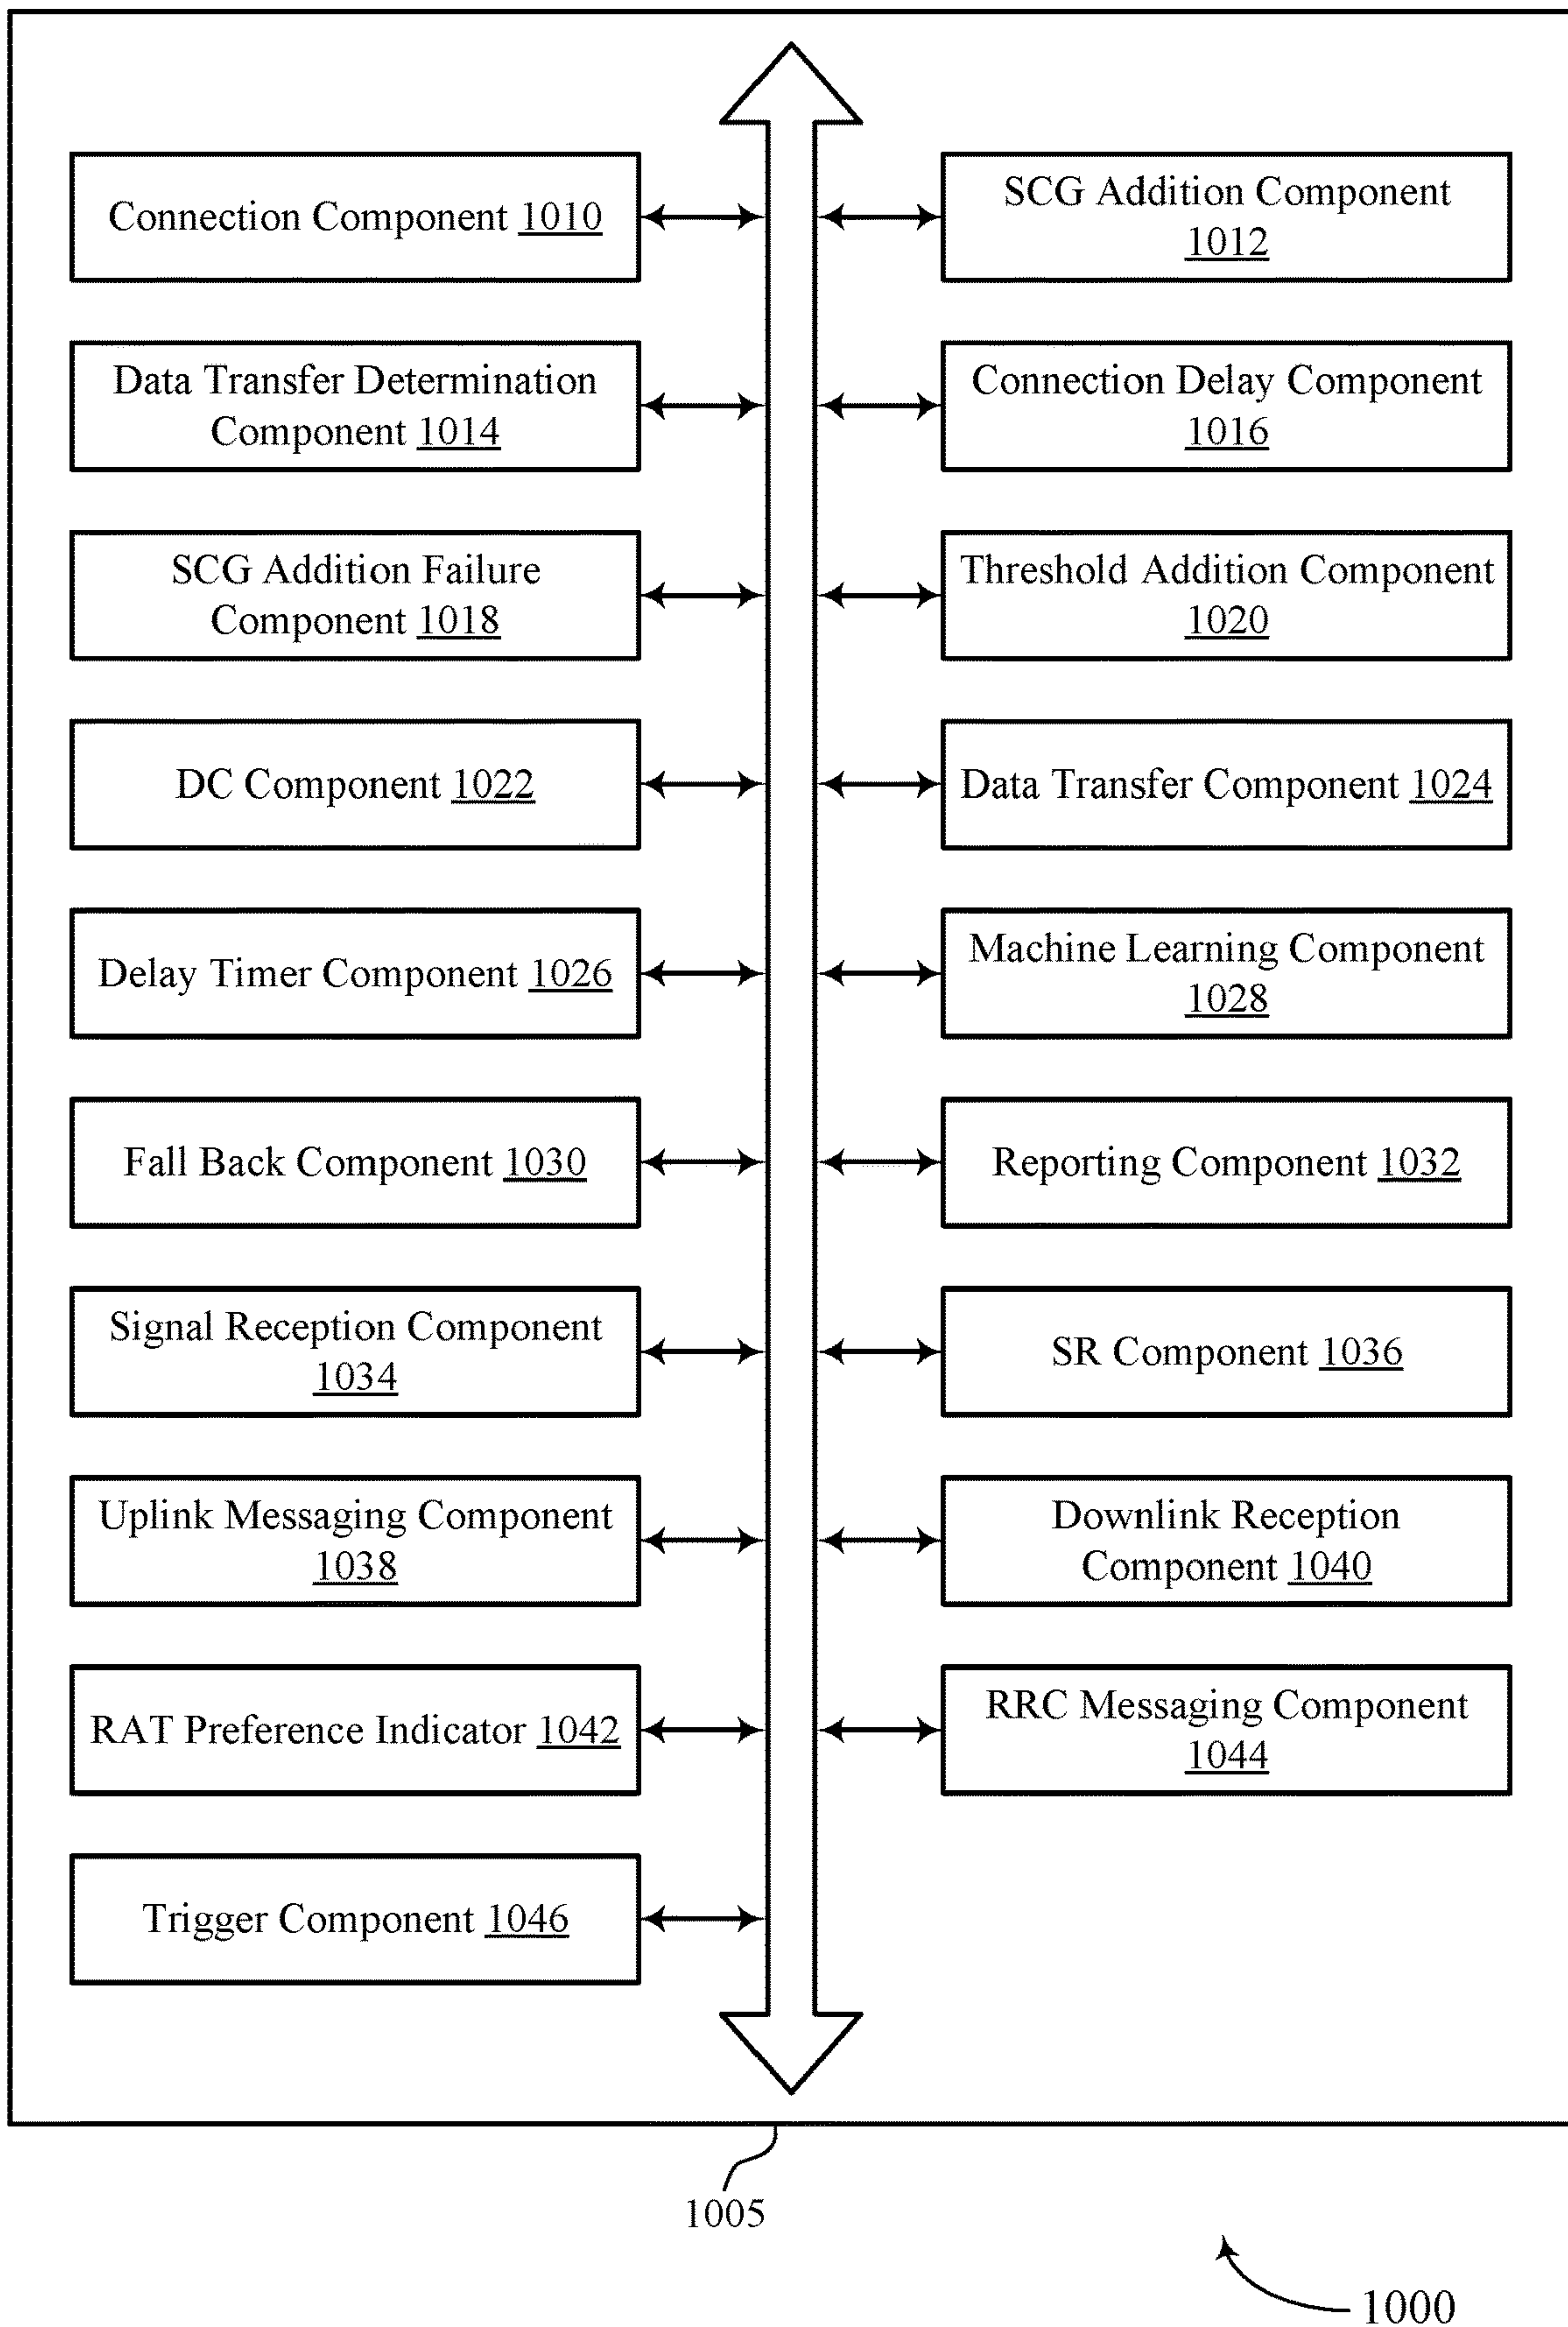 Connection Component 1010
SCG Addition Component
1012
Data Transfer Determination
Component 1014
Connection Delay Component
1016
SCG Addition Failure
Component 1018
Threshold Addition Component
1020
DC Component 1022
Data Transfer Component 1024
Delay Timer Component 1026
Machine Learning Component
1028
Fall Back Component 1030
Reporting Component 1032
Signal Reception Component
1034
SR Component 1036
Uplink Messaging Component
1038
Downlink Reception
Component 1040
RAT Preference Indicator 1042
RRC Messaging Component
1044
Trigger Component 1046
1005
1000